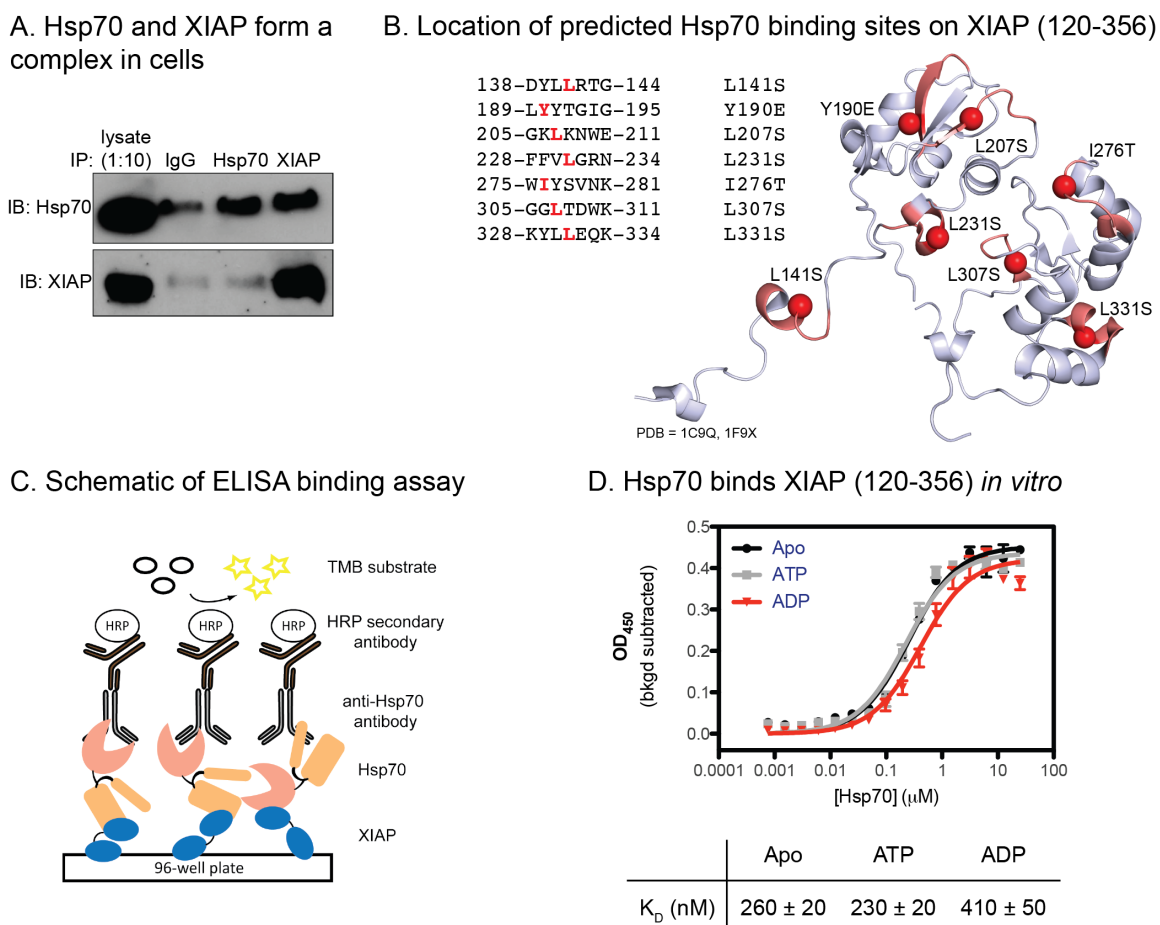 A. Hsp70 and XIAP form a
complex in cells
lysate
IP: (1:10) IgG Hsp70 XIAP
IB: Hsp70
IB: XIAP
B. Location of predicted Hsp70 binding sites on XIAP (120-356)
138-DYLLRTG-144 L141S
189-LYYTGIG-195 Y190E
205-GKLKNWE-211 L207S
228-FFVLGRN-234 L231S
275-WIYSVNK-281 I276T
305-GGLTDWK-311 L307S
328-KYLLEQK-334 L331S
Y190E
L207S
I276T
L231S
L307S
L141S
L331S
PDB = 1C9Q, 1F9X
C. Schematic of ELISA binding assay
TMB substrate
HRP HRP HRP
HRP secondary
antibody
anti-Hsp70
antibody
Hsp70
XIAP
96-well plate
D. Hsp70 binds XIAP (120-356) in vitro
OD450
(bkgd subtracted)
0.5
0.4
0.3
0.2
0.1
0.0
Apo
ATP
ADP
0.0001 0.001 0.01 0.1 1 10 100
[Hsp70] (μM)
Apo ATP ADP
KD (nM) 260 ± 20 230 ± 20 410 ± 50